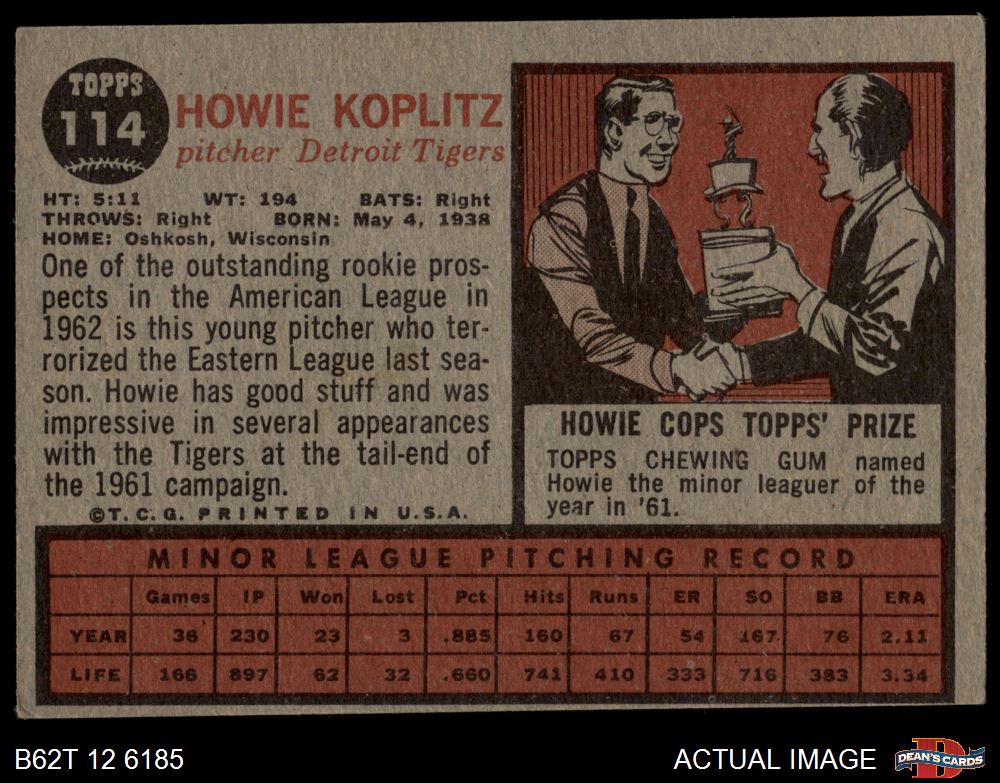 TOPPS
114
HOWIE KOPLITZ
pitcher Detroit Tigers
HT: 5:11 WT: 194 BATS: Right
THROWS: Right BORN: May 4, 1938
HOME: Oshkosh, Wisconsin
One of the outstanding rookie pros-
pects in the American League in
1962 is this young pitcher who ter-
rorized the Eastern League last sea-
son. Howie has good stuff and was
impressive in several appearances
with the Tigers at the tail-end of
the 1961 campaign.
©T.C.G. PRINTED IN U.S.A.
HOWIE COPS TOPPS' PRIZE
TOPPS CHEWING GUM named
Howie the minor leaguer of the
year in '61.
MINOR LEAGUE PITCHING RECORD
Games IP Won Lost Pct Hits Runs ER SO BB ERA
YEAR 36 230 23 3 .885 160 67 54 167 76 2.11
LIFE 166 897 62 32 .660 741 410 333 716 383 3.34
B62T 12 6185
ACTUAL IMAGE
D
DEAN'S CARDS